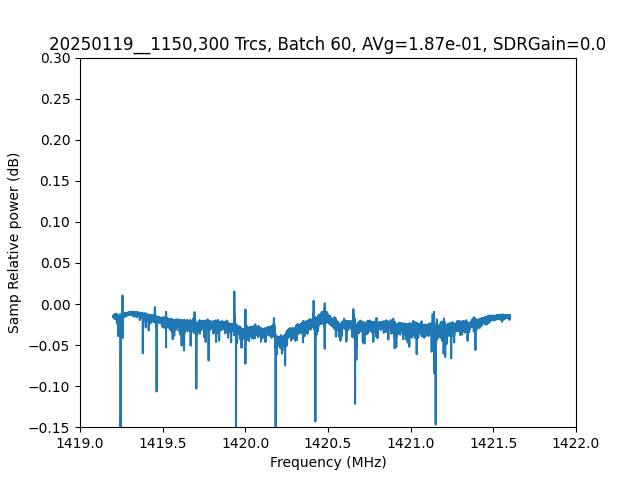 20250119__1150,300 Trcs, Batch 60, AVg=1.87e-01, SDRGain=0.0
0.30
0.25
0.20
0.15
0.10
0.05
0.00
−0.05
−0.10
−0.15
Samp Relative power (dB)
1419.0 1419.5 1420.0 1420.5 1421.0 1421.5 1422.0
Frequency (MHz)